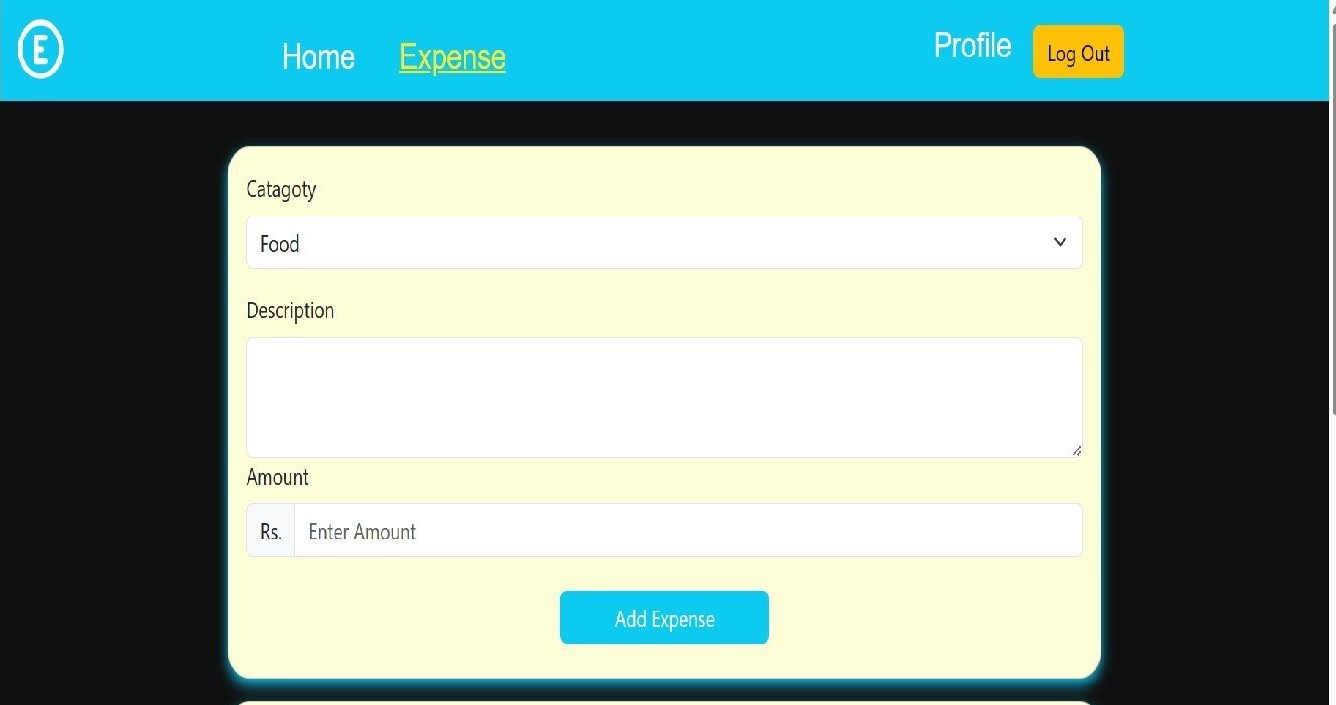 E
Home Expense Profile Log Out
Catagoty
Food
Description
Amount
Rs. Enter Amount
Add Expense